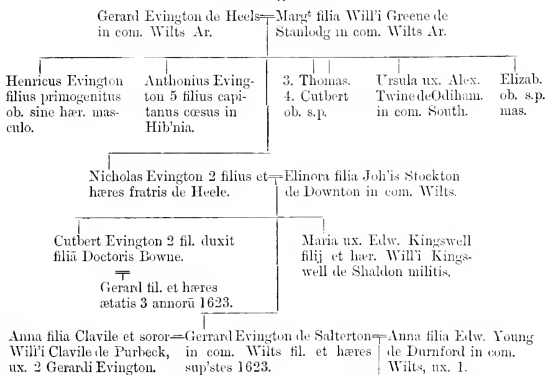 Gerard Evington de Heels=Margt filia Will'i Greene de
in com. Wilts Ar. Stanlodg in com. Wilts Ar.
Henricus Evington
filius primogenitus
ob. sine hær. mas-
culo.
Anthonius Eving-
ton 5 filius capi-
tanus cœsus in
Hib'nia.
3. Thomas.
4. Cutbert
ob. s.p.
Ursula ux. Alex.
Twine de Odiham.
in com. South.
Elizab.
ob. s.p.
mas.
Nicholas Evington 2 filius et=Elinora filia Joh'is Stockton
hæres fratris de Heele. de Downton in com. Wilts.
Cutbert Evington 2 fil. duxit
filiā Doctoris Bowne.
Gerard fil. et hæres
ætatis 3 annorū 1623.
Maria ux. Edw. Kingswell
filij et hær. Will'i Kings-
well de Shaldon militis.
Anna filia Clavile et soror=Gerrard Evington de Salterton=Anna filia Edw. Young
Will'i Clavile de Purbeck, in com. Wilts fil. et hæres de Durnford in com.
ux. 2 Gerardi Evington. sup'stes 1623. Wilts, ux. 1.